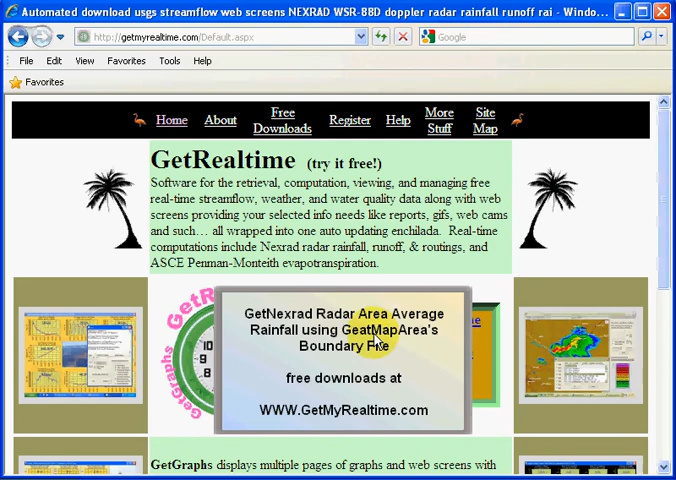 Automated download usgs streamflow web screens NEXRAD WSR-BBD doppler radar rainfall runoff rai - Windo...
http://getmyrealtime.com/Default.aspx
Google
File Edit View Favorites Tools Help
Favorites
Home About Free Downloads Register Help More Stuff Site Map
GetRealtime (try it free!)
Software for the retrieval, computation, viewing, and managing free
real-time streamflow, weather, and water quality data along with web
screens providing your selected info needs like reports, gifs, web cams
and such... all wrapped into one auto updating enchilada. Real-time
computations include Nexrad radar rainfall, runoff, & routings, and
ASCE Penman-Monteith evapotranspiration.
GetNexrad Radar Area Average
Rainfall using GeatMapArea's
Boundary File
free downloads at
WWW.GetMyRealtime.com
GetGraphs
10
9
8
GetGraphs displays multiple pages of graphs and web screens with